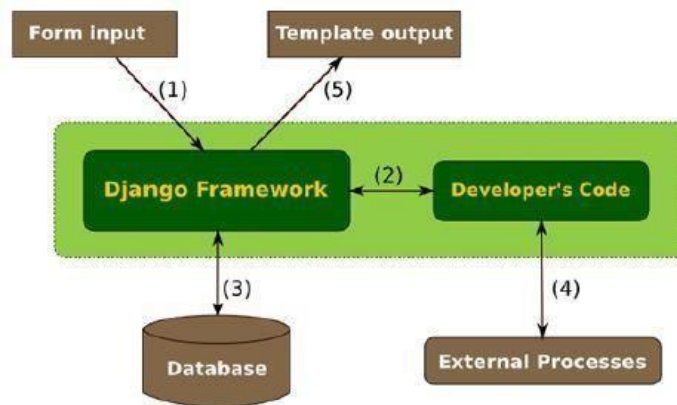 Form input
Template output
(1)
(5)
Django Framework
(2)
Developer's Code
(3)
(4)
Database
External Processes